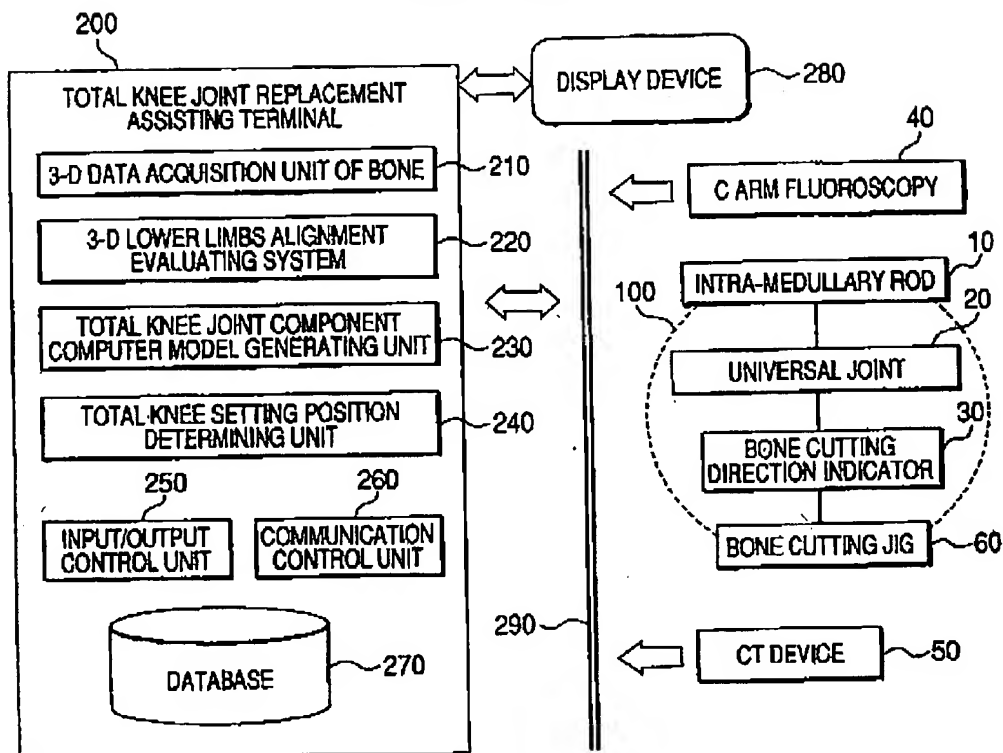 200
TOTAL KNEE JOINT REPLACEMENT
ASSISTING TERMINAL
3-D DATA ACQUISITION UNIT OF BONE
210
3-D LOWER LIMBS ALIGNMENT
EVALUATING SYSTEM
220
TOTAL KNEE JOINT COMPONENT
COMPUTER MODEL GENERATING UNIT
230
TOTAL KNEE SETTING POSITION
DETERMINING UNIT
240
250
INPUT/OUTPUT
CONTROL UNIT
260
COMMUNICATION
CONTROL UNIT
DATABASE
270
DISPLAY DEVICE
280
290
40
C ARM FLUOROSCOPY
10
INTRA-MEDULLARY ROD
100
20
UNIVERSAL JOINT
30
BONE CUTTING
DIRECTION INDICATOR
BONE CUTTING JIG
60
CT DEVICE
50